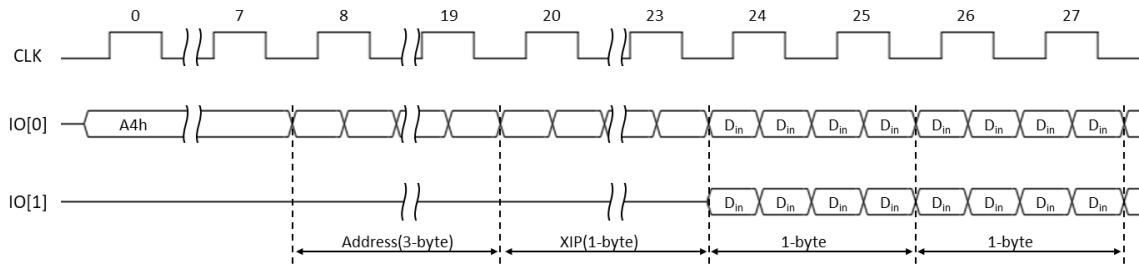 0 7 8 19 20 23 24 25 26 27
CLK
IO[0] A4h Din Din Din Din Din Din Din Din
IO[1] Din Din Din Din Din Din Din Din
Address(3-byte) XIP(1-byte) 1-byte 1-byte